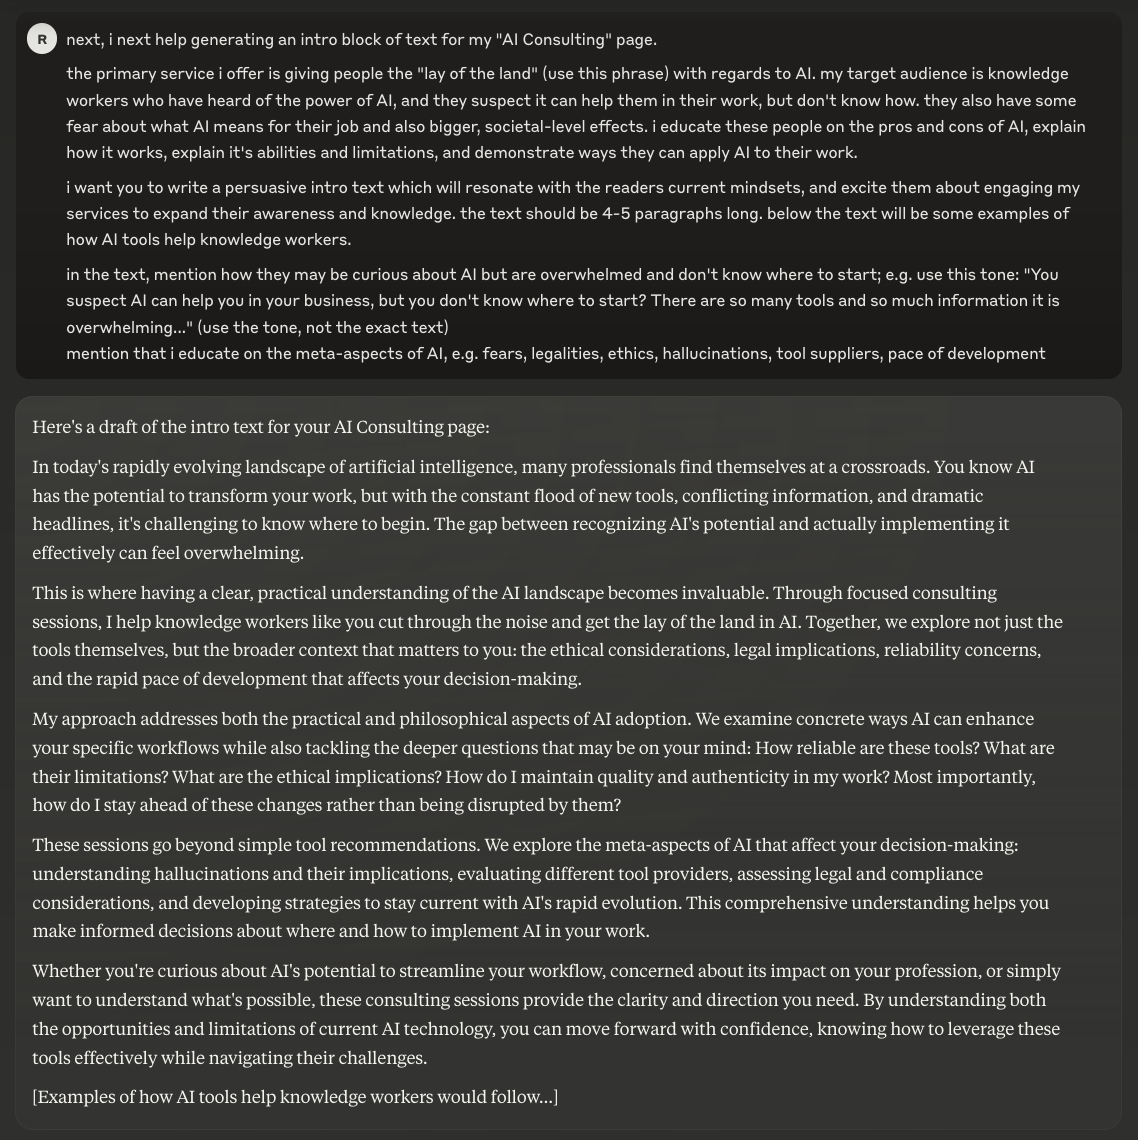 R
next, i next help generating an intro block of text for my "AI Consulting" page.
the primary service i offer is giving people the "lay of the land" (use this phrase) with regards to AI. my target audience is knowledge
workers who have heard of the power of AI, and they suspect it can help them in their work, but don't know how. they also have some
fear about what AI means for their job and also bigger, societal-level effects. i educate these people on the pros and cons of AI, explain
how it works, explain it's abilities and limitations, and demonstrate ways they can apply AI to their work.
i want you to write a persuasive intro text which will resonate with the readers current mindsets, and excite them about engaging my
services to expand their awareness and knowledge. the text should be 4-5 paragraphs long. below the text will be some examples of
how AI tools help knowledge workers.
in the text, mention how they may be curious about AI but are overwhelmed and don't know where to start; e.g. use this tone: "You
suspect AI can help you in your business, but you don't know where to start? There are so many tools and so much information it is
overwhelming..." (use the tone, not the exact text)
mention that i educate on the meta-aspects of AI, e.g. fears, legalities, ethics, hallucinations, tool suppliers, pace of development
Here's a draft of the intro text for your AI Consulting page:
In today's rapidly evolving landscape of artificial intelligence, many professionals find themselves at a crossroads. You know AI
has the potential to transform your work, but with the constant flood of new tools, conflicting information, and dramatic
headlines, it's challenging to know where to begin. The gap between recognizing AI's potential and actually implementing it
effectively can feel overwhelming.
This is where having a clear, practical understanding of the AI landscape becomes invaluable. Through focused consulting
sessions, I help knowledge workers like you cut through the noise and get the lay of the land in AI. Together, we explore not just the
tools themselves, but the broader context that matters to you: the ethical considerations, legal implications, reliability concerns,
and the rapid pace of development that affects your decision-making.
My approach addresses both the practical and philosophical aspects of AI adoption. We examine concrete ways AI can enhance
your specific workflows while also tackling the deeper questions that may be on your mind: How reliable are these tools? What are
their limitations? What are the ethical implications? How do I maintain quality and authenticity in my work? Most importantly,
how do I stay ahead of these changes rather than being disrupted by them?
These sessions go beyond simple tool recommendations. We explore the meta-aspects of AI that affect your decision-making:
understanding hallucinations and their implications, evaluating different tool providers, assessing legal and compliance
considerations, and developing strategies to stay current with AI's rapid evolution. This comprehensive understanding helps you
make informed decisions about where and how to implement AI in your work.
Whether you're curious about AI's potential to streamline your workflow, concerned about its impact on your profession, or simply
want to understand what's possible, these consulting sessions provide the clarity and direction you need. By understanding both
the opportunities and limitations of current AI technology, you can move forward with confidence, knowing how to leverage these
tools effectively while navigating their challenges.
[Examples of how AI tools help knowledge workers would follow...]